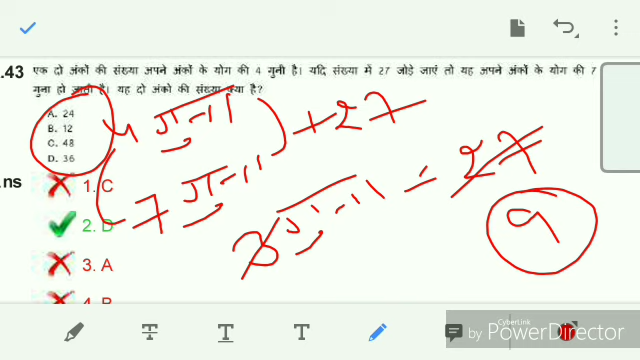 .43 एक दो अंकों की संख्या अपने अंकों के योग की 4 गुनी है। यदि संख्या में 27 जोड़े जाएं तो यह अपने अंकों के योग की 7
गुना हो जाती है। यह दो अंको की संख्या क्या है?
A. 24
B. 12
C. 48
D. 36
4 गुना + 27
7 गुना
3 गुना = 27
9
ns
1. C
2. D
3. A
4. B
by CyberLink PowerDirector